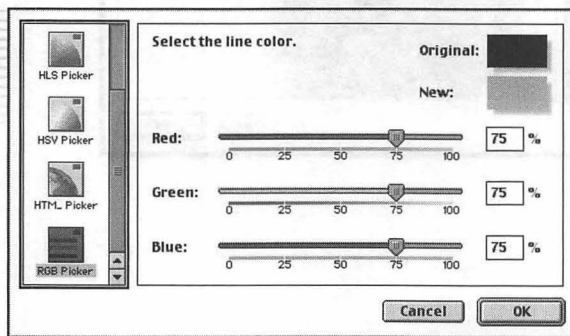 HLS Picker
HSV Picker
HTML Picker
RGB Picker
Select the line color.
Original:
New:
Red:
0 25 50 75 100
75 %
Green:
0 25 50 75 100
75 %
Blue:
0 25 50 75 100
75 %
Cancel
OK